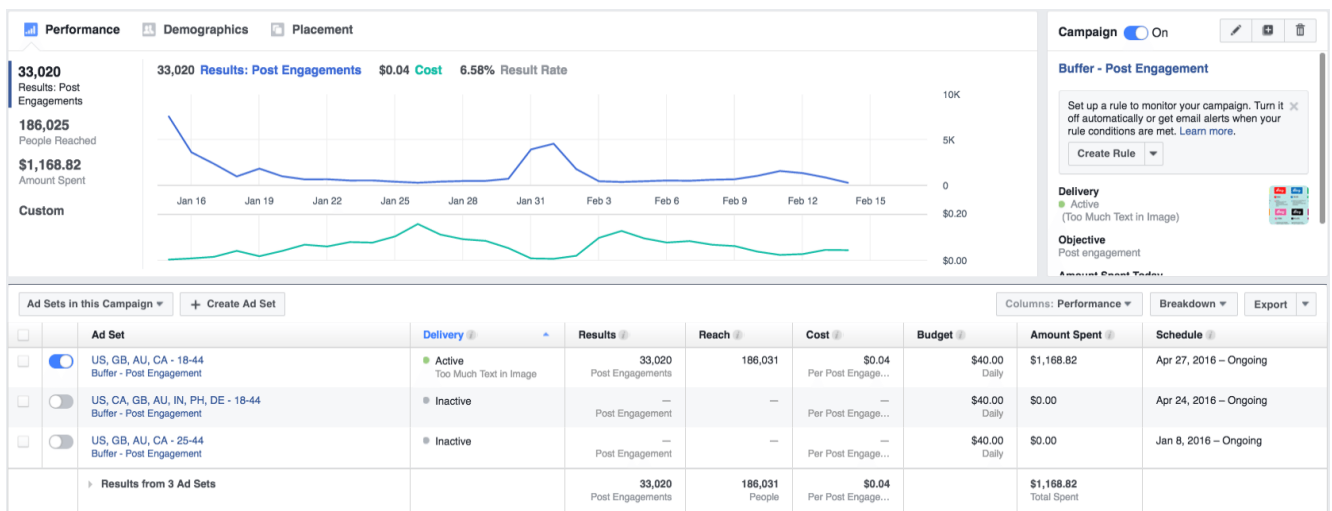 Performance Demographics Placement
33,020
Results: Post
Engagements
186,025
People Reached
$1,168.82
Amount Spent
Custom
33,020 Results: Post Engagements $0.04 Cost 6.58% Result Rate
10K
5K
0
Jan 16 Jan 19 Jan 22 Jan 25 Jan 28 Jan 31 Feb 3 Feb 6 Feb 9 Feb 12 Feb 15
$0.20
$0.00
Campaign On
Buffer - Post Engagement
Set up a rule to monitor your campaign. Turn it
off automatically or get email alerts when your
rule conditions are met. Learn more.
Create Rule
Delivery
Active
(Too Much Text in Image)
Objective
Post engagement
Amount Spent Today
Ad Sets in this Campaign + Create Ad Set Columns: Performance Breakdown Export
Ad Set Delivery Results Reach Cost Budget Amount Spent Schedule
US, GB, AU, CA - 18-44 Active 33,020 186,031 $0.04 $40.00 $1,168.82 Apr 27, 2016 – Ongoing
Buffer - Post Engagement Too Much Text in Image Post Engagements Per Post Engage... Daily
US, CA, GB, AU, IN, PH, DE - 18-44 Inactive — — — $40.00 $0.00 Apr 24, 2016 – Ongoing
Buffer - Post Engagement Post Engagement Per Post Engage... Daily
US, GB, AU, CA - 25-44 Inactive — — — $40.00 $0.00 Jan 8, 2016 – Ongoing
Buffer - Post Engagement Post Engagement Per Post Engage... Daily
Results from 3 Ad Sets 33,020 186,031 $0.04 $1,168.82
Post Engagements People Per Post Engage... Total Spent